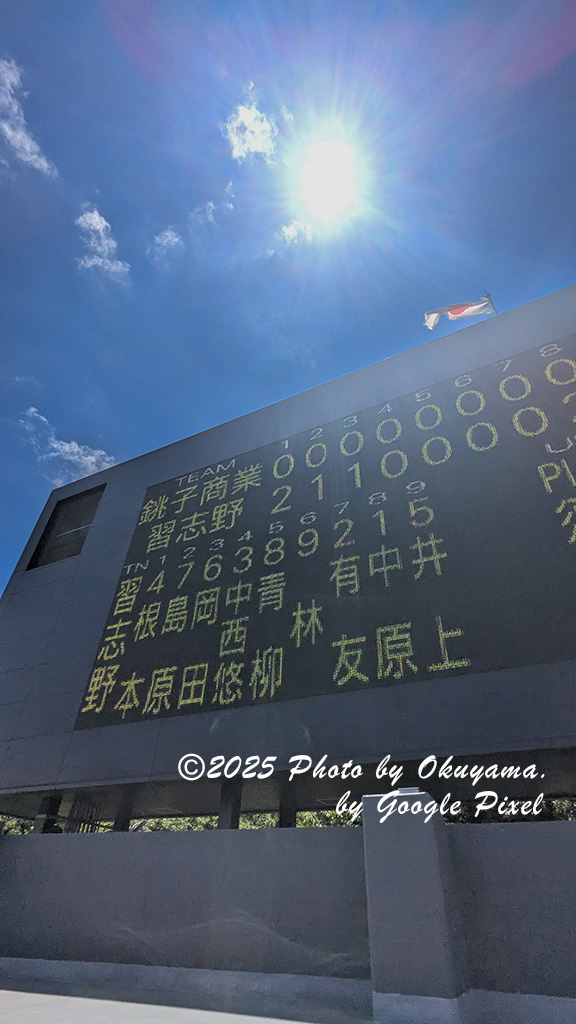 TEAM 1 2 3 4 5 6 7 8
銚子商業 0 0 0 0 0 0 0 0
習志野 2 1 1 0 0 0 0
TN 1 2 3 4 5 6 7 8 9
習 4 7 6 3 8 9 2 1 5
志 根 島 岡 中 青 有 中 井
西 林
野 本 原 田 悠 柳 友 原 上
PL
©2025 Photo by Okuyama.
by Google Pixel